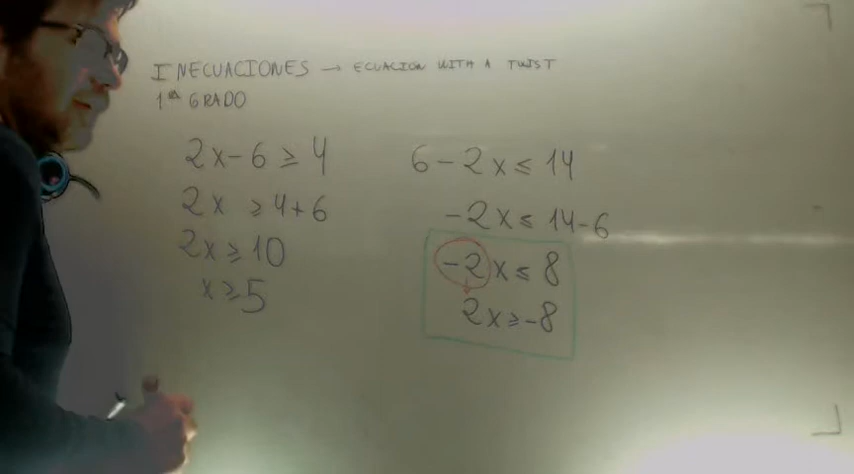 INECUACIONES → ECUACION WITH A TWIST
1ER GRADO
2x-6 ≥ 4
2x ≥ 4+6
2x ≥ 10
x ≥ 5
6-2x ≤ 14
-2x ≤ 14-6
-2x ≤ 8
2x ≥ -8